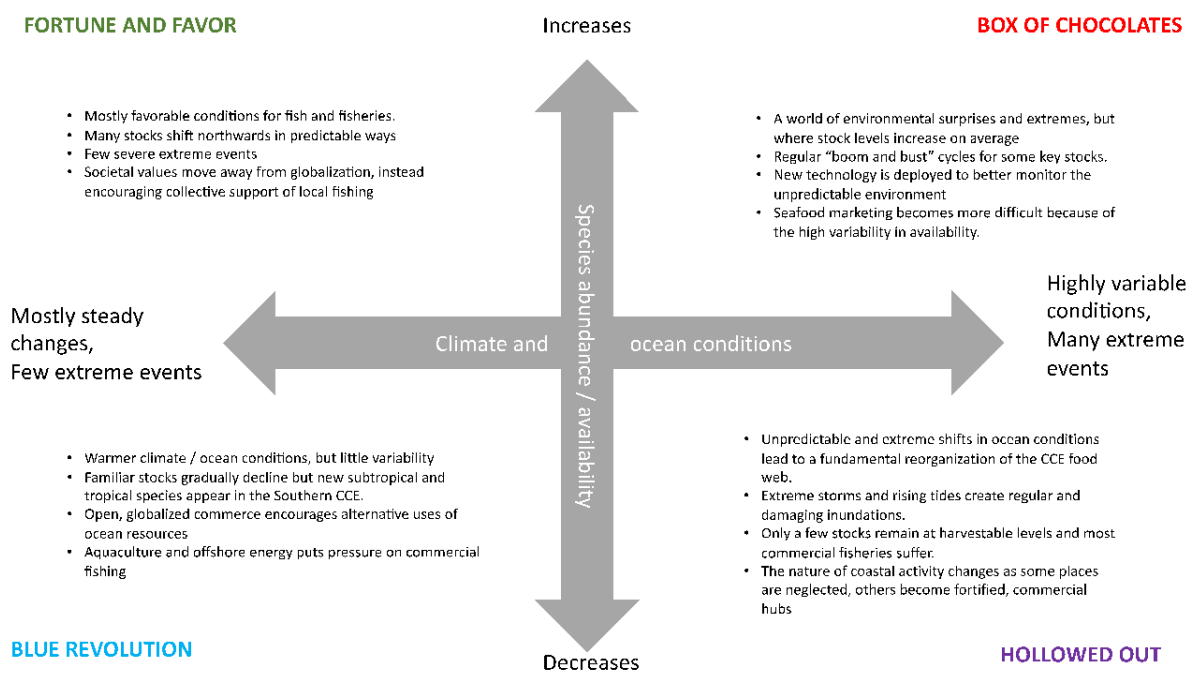 FORTUNE AND FAVOR
Increases
BOX OF CHOCOLATES
• Mostly favorable conditions for fish and fisheries.
• Many stocks shift northwards in predictable ways
• Few severe extreme events
• Societal values move away from globalization, instead
encouraging collective support of local fishing
• A world of environmental surprises and extremes, but
where stock levels increase on average
• Regular “boom and bust” cycles for some key stocks.
• New technology is deployed to better monitor the
unpredictable environment
• Seafood marketing becomes more difficult because of
the high variability in availability.
Species abundance / availability
Mostly steady
changes,
Few extreme events
Climate and ocean conditions
Highly variable
conditions,
Many extreme
events
• Warmer climate / ocean conditions, but little variability
• Familiar stocks gradually decline but new subtropical and
tropical species appear in the Southern CCE.
• Open, globalized commerce encourages alternative uses of
ocean resources
• Aquaculture and offshore energy puts pressure on commercial
fishing
• Unpredictable and extreme shifts in ocean conditions
lead to a fundamental reorganization of the CCE food
web.
• Extreme storms and rising tides create regular and
damaging inundations.
• Only a few stocks remain at harvestable levels and most
commercial fisheries suffer.
• The nature of coastal activity changes as some places
are neglected, others become fortified, commercial
hubs
BLUE REVOLUTION
Decreases
HOLLOWED OUT